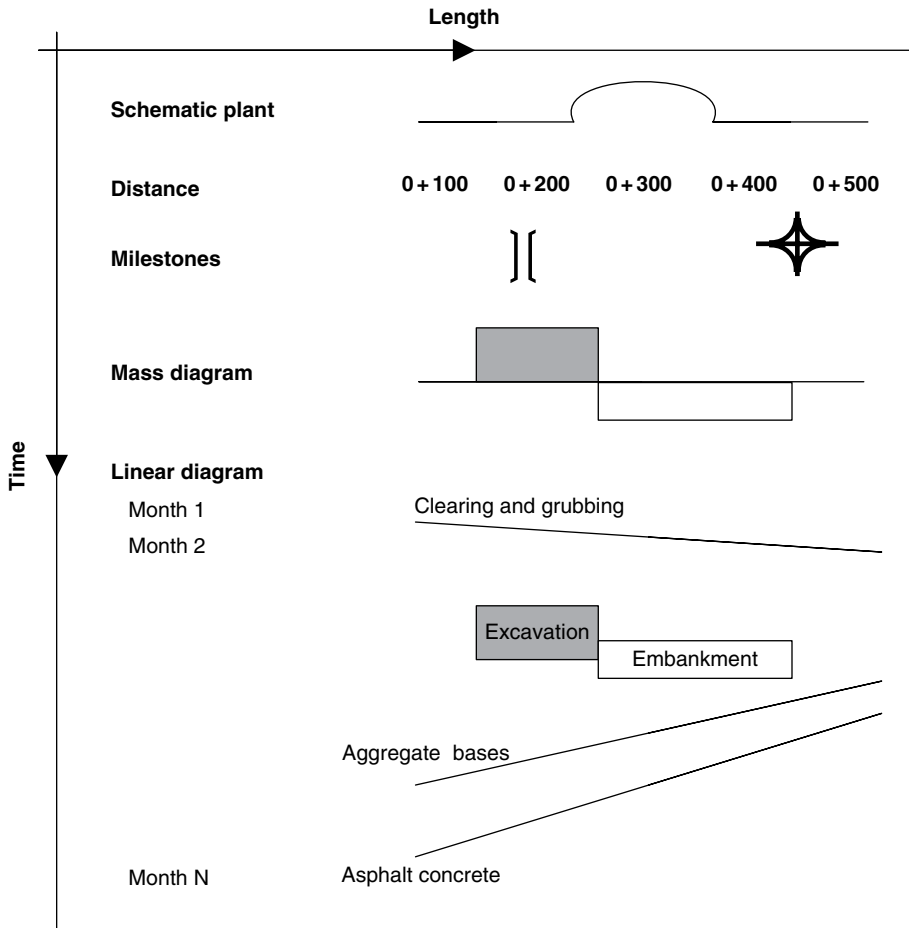 Length
Schematic plant
Distance 0+100 0+200 0+300 0+400 0+500
Milestones
Mass diagram
Time
Linear diagram
Month 1 Clearing and grubbing
Month 2
Excavation
Embankment
Aggregate bases
Month N Asphalt concrete